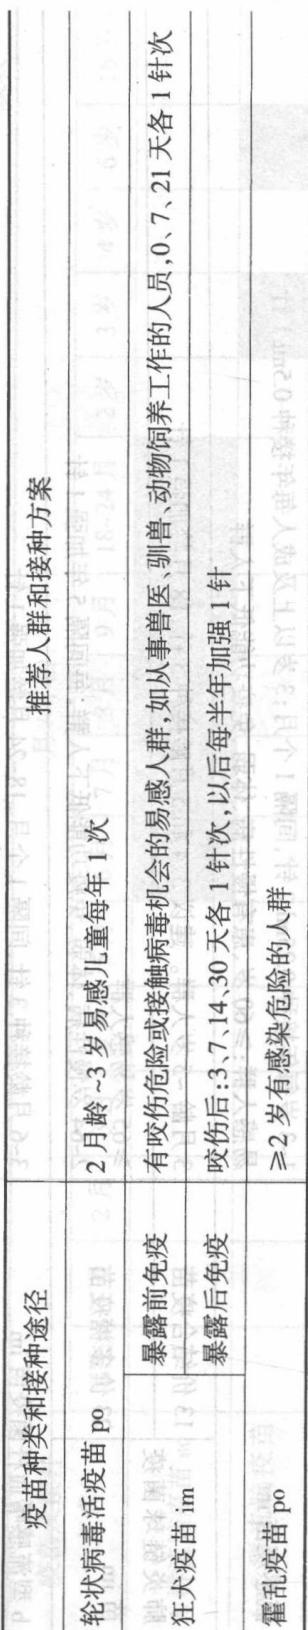 疫苗种类和接种途径 推荐人群和接种方案
轮状病毒活疫苗 po 2月龄~3岁易感儿童每年1次
狂犬疫苗 im 暴露前免疫 有咬伤危险或接触病毒机会的易感人群,如从事兽医、驯兽、动物饲养工作的人员,0、7、21天各1针次
暴露后免疫 咬伤后:3、7、14、30天各1针次,以后每半年加强1针
霍乱疫苗 po ≥2岁有感染危险的人群